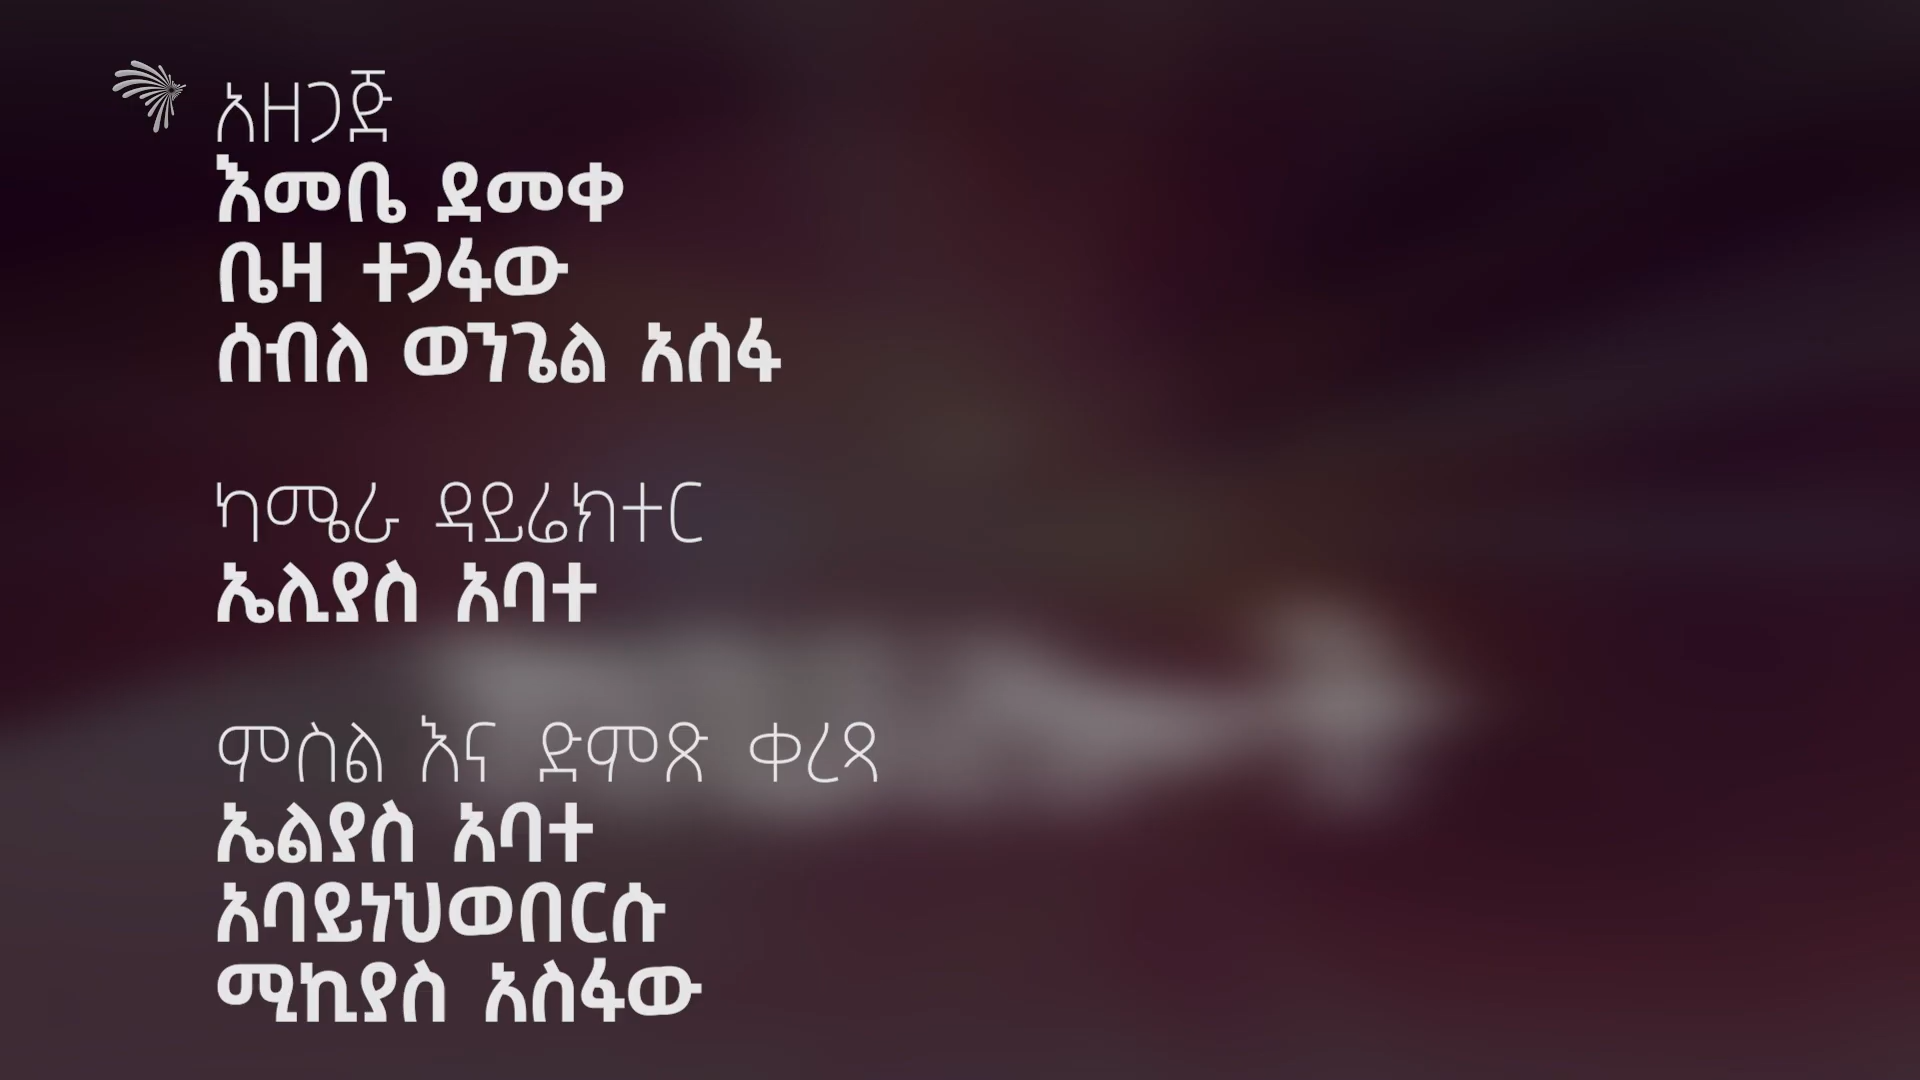 አዘጋጅ
እመቤ ደመቀ
ቤዛ ተጋፋው
ሰብለ ወንጌል አሰፋ
ካሜራ ዳይሬክተር
ኤሊያስ አባተ
ምስል እና ድምጽ ቀረጻ
ኤልያስ አባተ
አባይነህወበርሱ
ሚኪያስ አስፋው